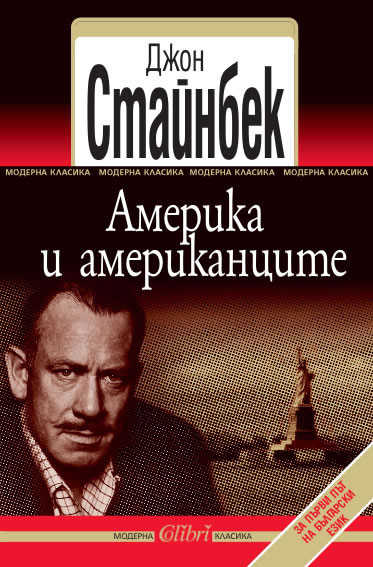 Джон
Стайнбек
МОДЕРНА КЛАСИКА МОДЕРНА КЛАСИКА МОДЕРНА КЛАСИКА МОДЕРНА КЛАСИКА
Америка
и американците
ЗА ПЪРВИ ПЪТ
НА БЪЛГАРСКИ
ЕЗИК
МОДЕРНА Colibri КЛАСИКА